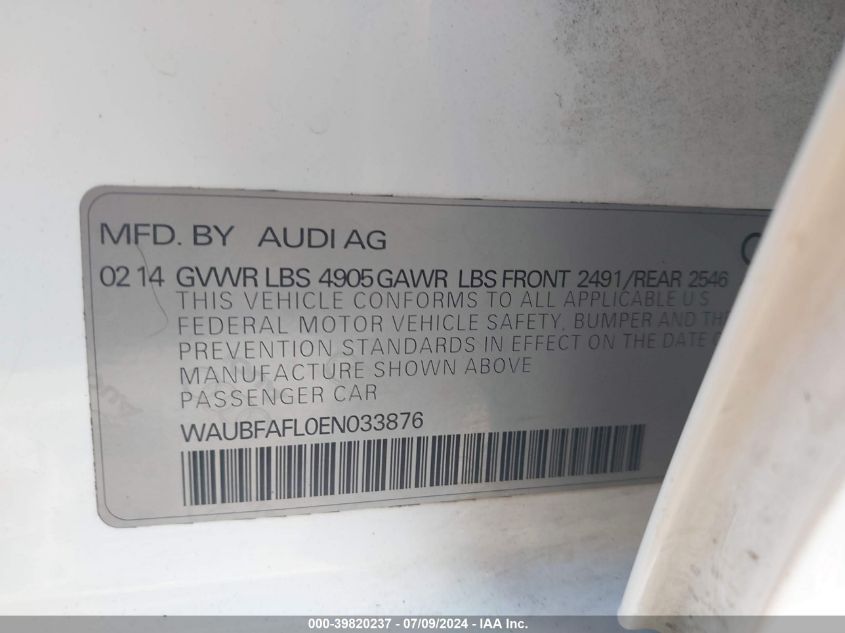 MFD. BY AUDI AG
02 14 GVWR LBS 4905 GAWR LBS FRONT 2491/REAR 2546
THIS VEHICLE CONFORMS TO ALL APPLICABLE U S
FEDERAL MOTOR VEHICLE SAFETY, BUMPER AND
PREVENTION STANDARDS IN EFFECT ON THE DATE
MANUFACTURE SHOWN ABOVE
PASSENGER CAR
WAUBFAFL0EN033876
000-39820237 - 07/09/2024 - IAA Inc.